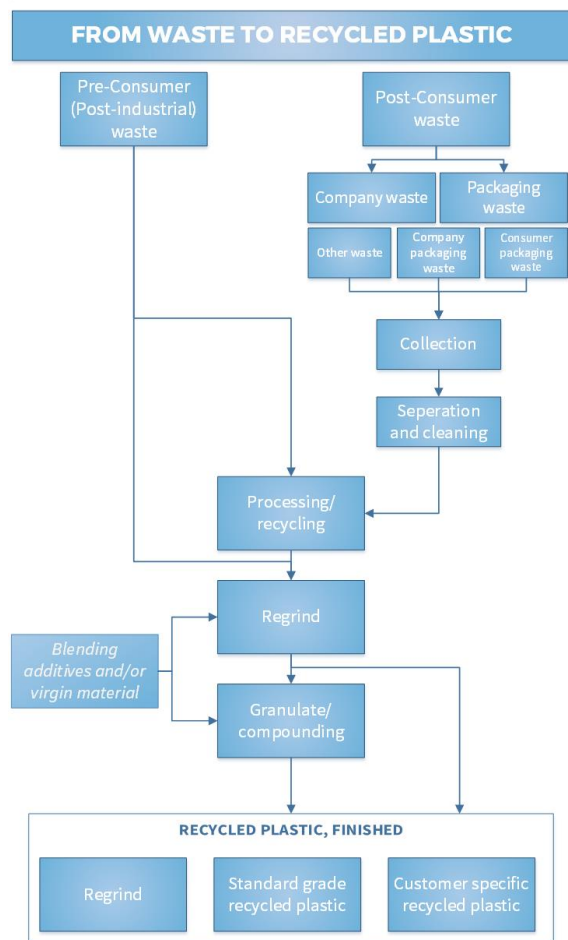 FROM WASTE TO RECYCLED PLASTIC
Pre-Consumer
(Post-industrial)
waste
Post-Consumer
waste
Company waste
Packaging
waste
Other waste
Company
packaging
waste
Consumer
packaging
waste
Collection
Seperation
and cleaning
Processing/
recycling
Regrind
Blending
additives and/or
virgin material
Granulate/
compounding
RECYCLED PLASTIC, FINISHED
Regrind
Standard grade
recycled plastic
Customer specific
recycled plastic